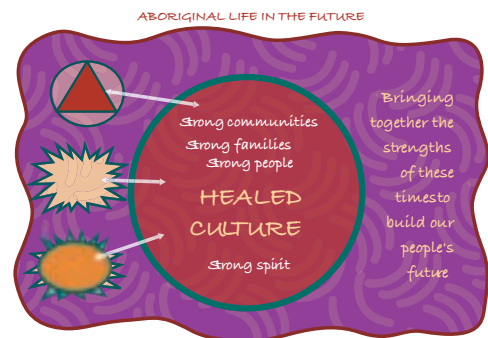 ABORIGINAL LIFE IN THE FUTURE
Strong communities
Strong families
Strong people
HEALED
CULTURE
Strong spirit
Bringing
together the
strengths
of these
timesto
build our
people's
future